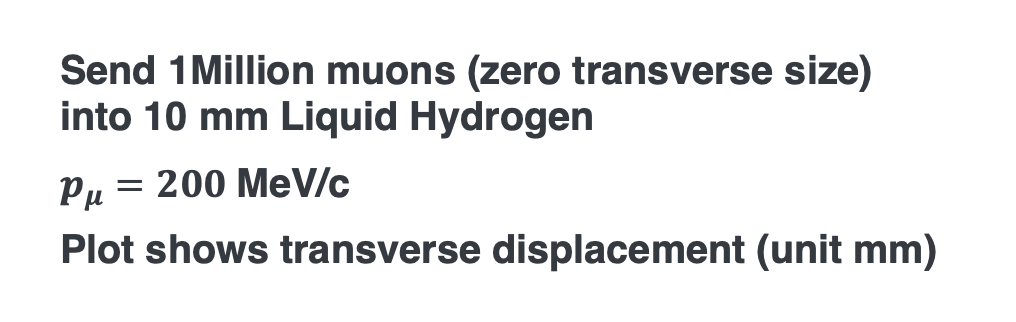 Send 1Million muons (zero transverse size)
into 10 mm Liquid Hydrogen
p_μ = 200 MeV/c
Plot shows transverse displacement (unit mm)